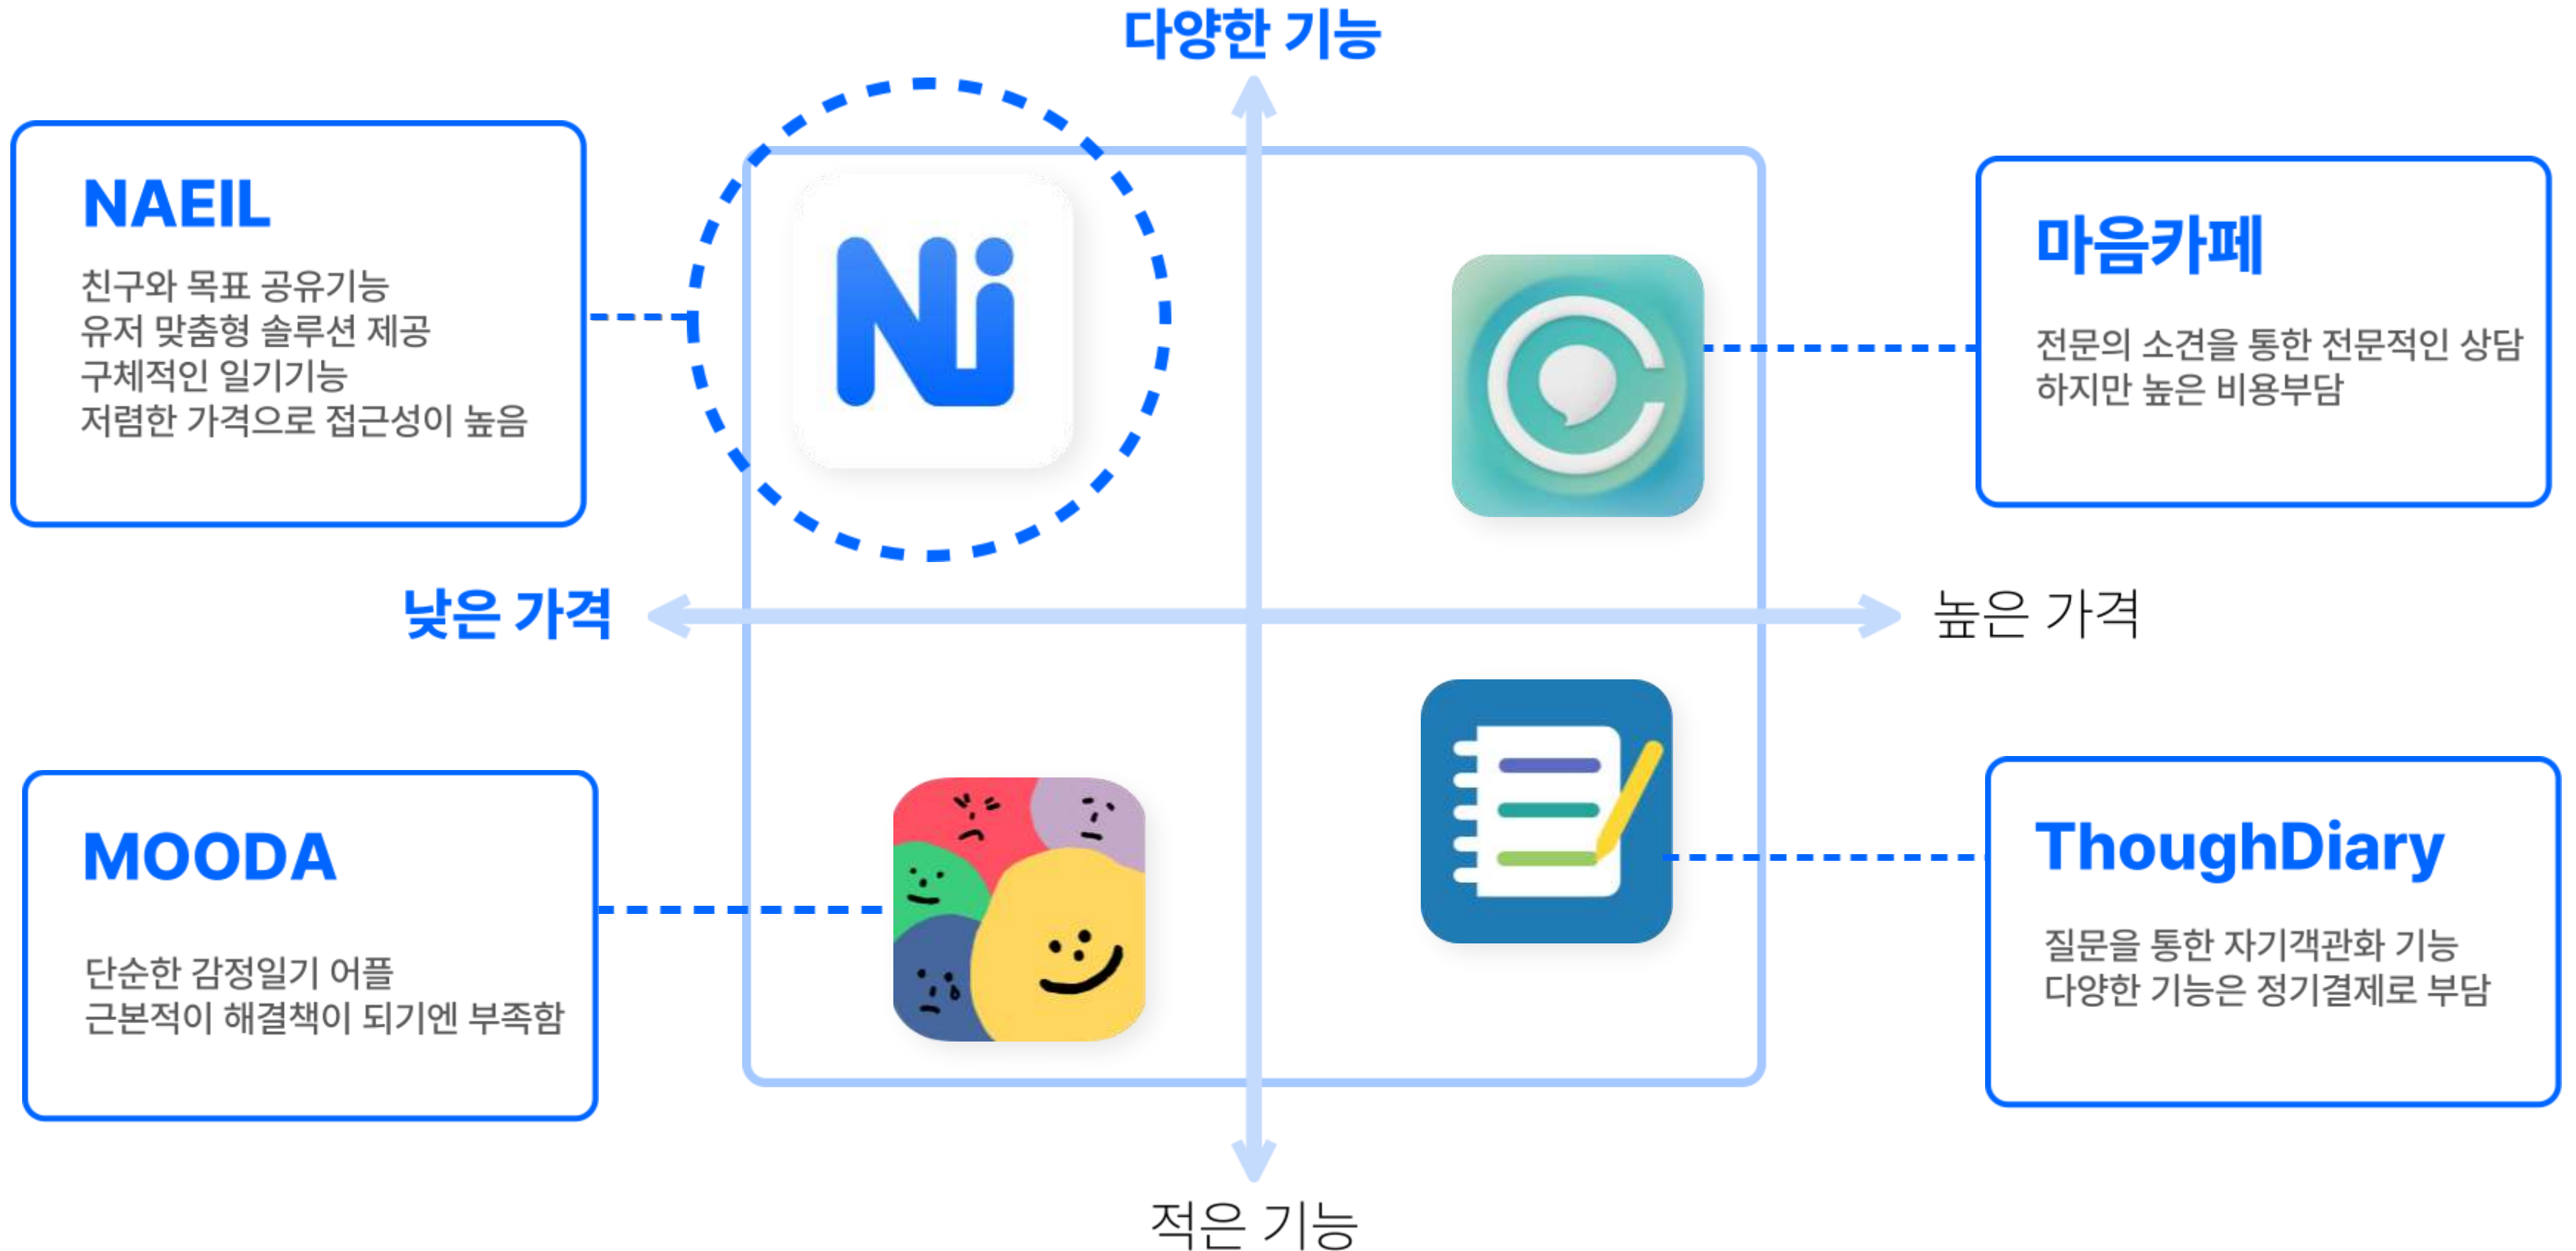 다양한 기능
NAEIL
친구와 목표 공유기능
유저 맞춤형 솔루션 제공
구체적인 일기기능
저렴한 가격으로 접근성이 높음
Ni
마음카페
전문의 소견을 통한 전문적인 상담
하지만 높은 비용부담
낮은 가격
높은 가격
MOODA
단순한 감정일기 어플
근본적이 해결책이 되기엔 부족함
ThoughDiary
질문을 통한 자기객관화 기능
다양한 기능은 정기결제로 부담
적은 기능